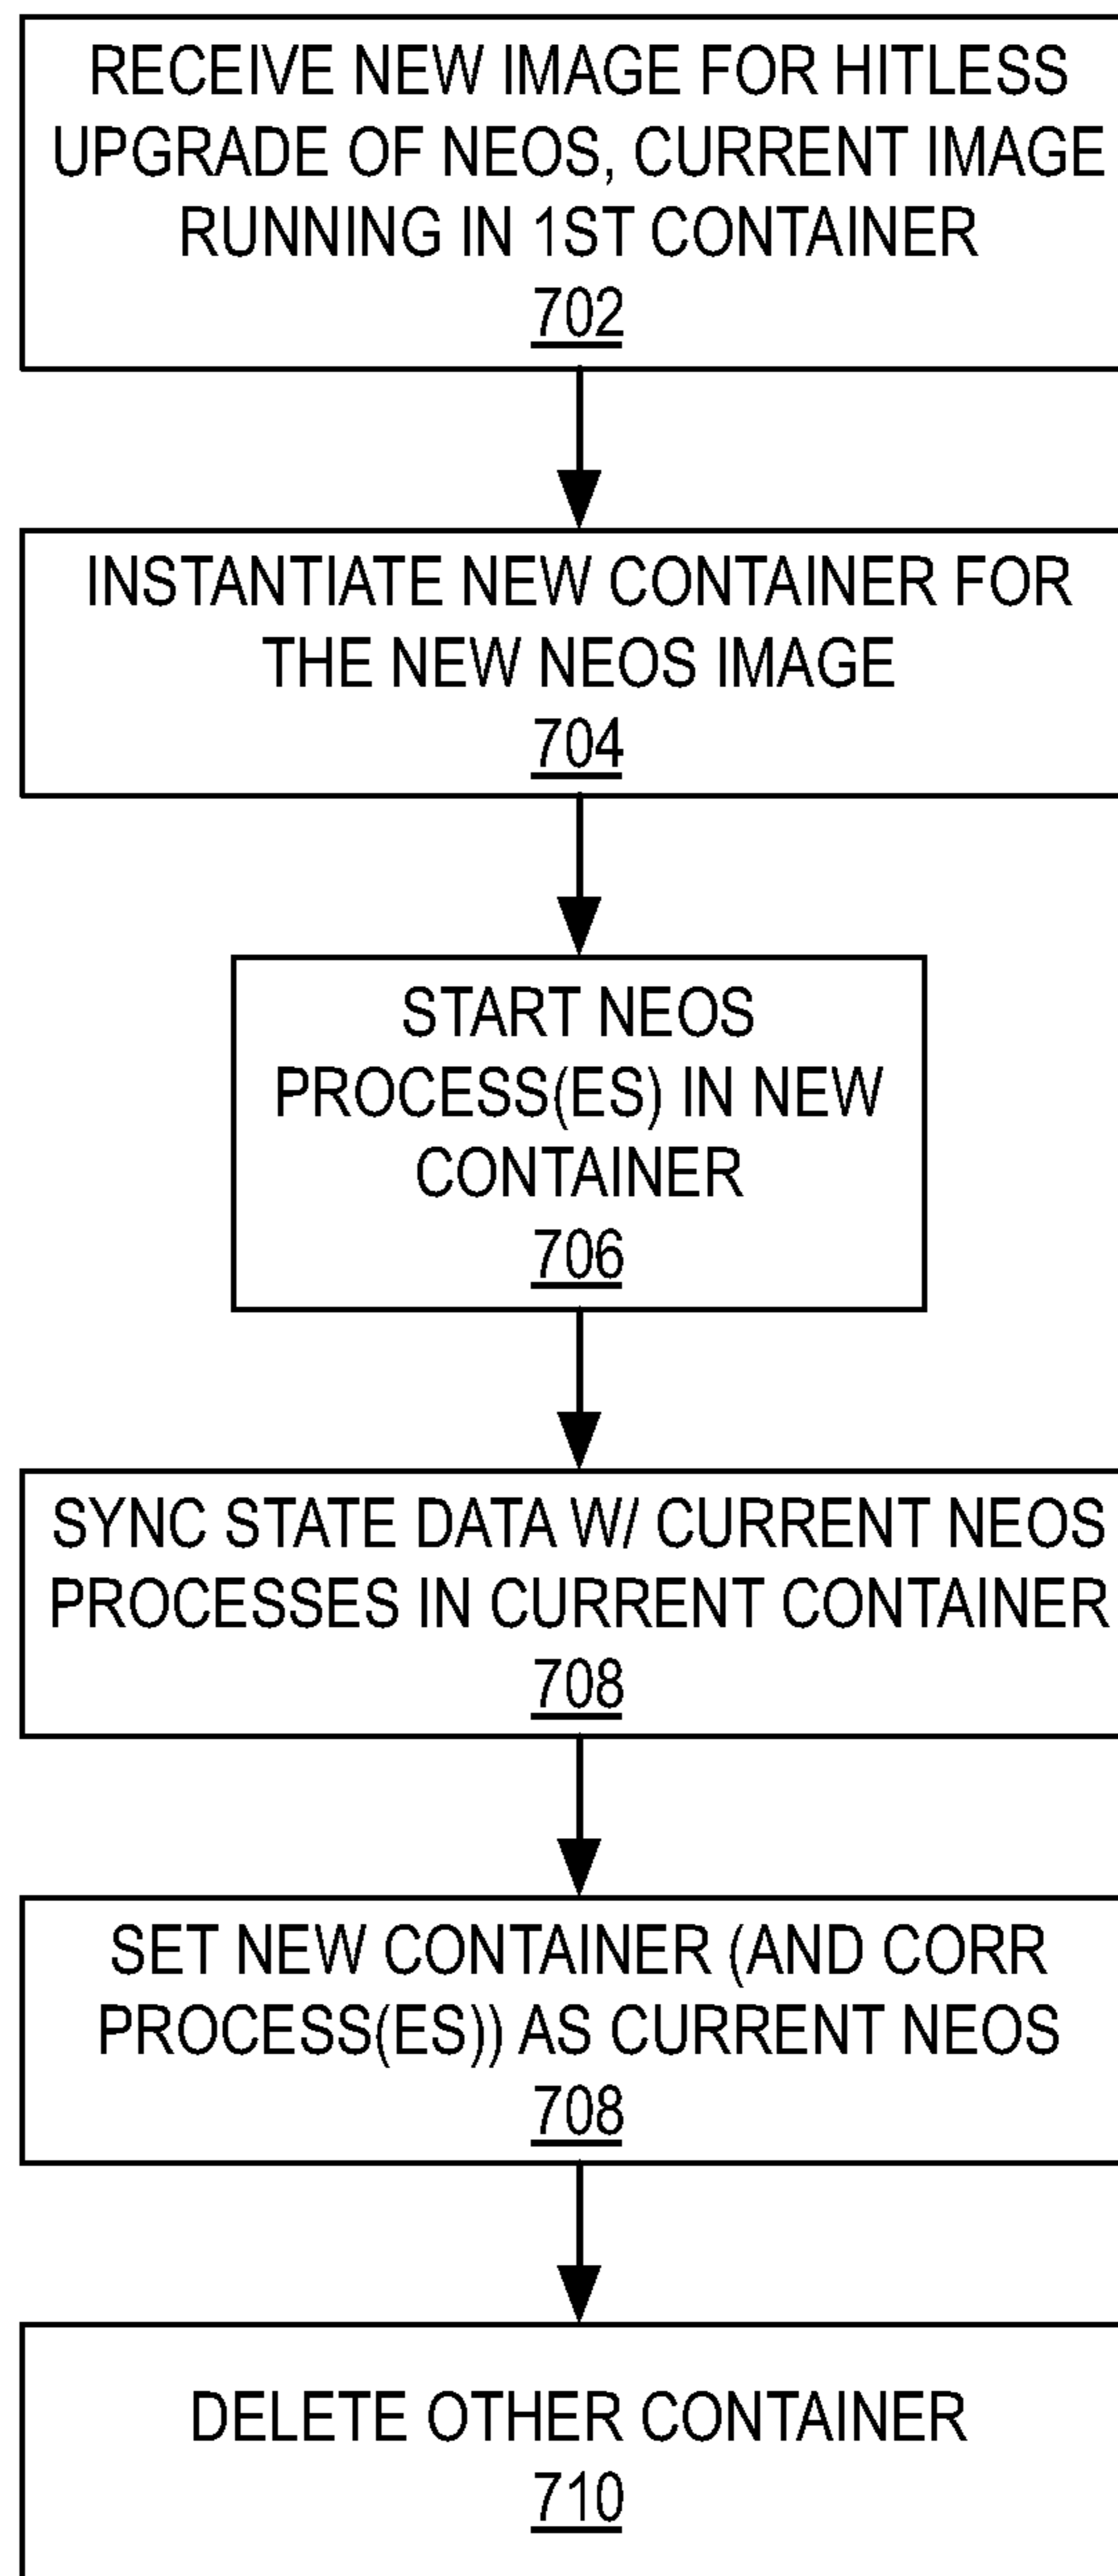 RECEIVE NEW IMAGE FOR HITLESS
UPGRADE OF NEOS, CURRENT IMAGE
RUNNING IN 1ST CONTAINER
702
INSTANTIATE NEW CONTAINER FOR
THE NEW NEOS IMAGE
704
START NEOS
PROCESS(ES) IN NEW
CONTAINER
706
SYNC STATE DATA W/ CURRENT NEOS
PROCESSES IN CURRENT CONTAINER
708
SET NEW CONTAINER (AND CORR
PROCESS(ES)) AS CURRENT NEOS
708
DELETE OTHER CONTAINER
710